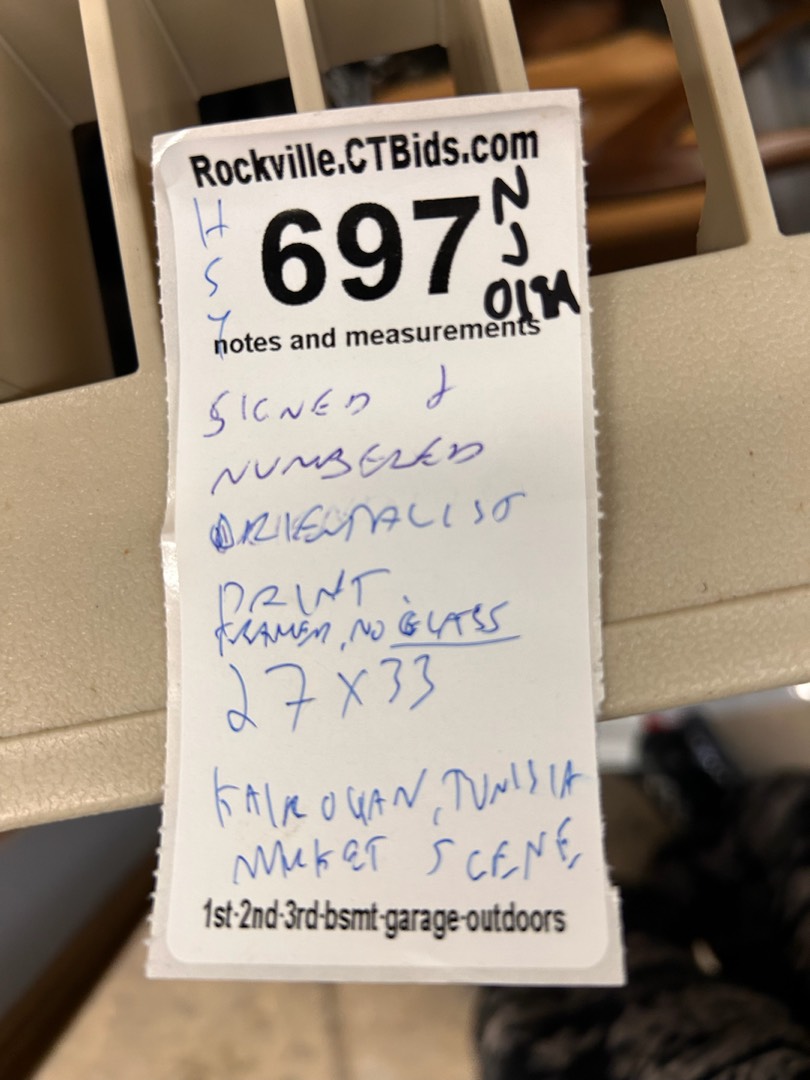 Rockville.CTBids.com
H
S
Y
697
N
J
notes and measurements
SIGNED &
NUMBERED
ORIENTALIST
PRINT.
FRAMED, NO GLASS
27 X 33
KAIROUAN, TUNISIA
MARKET SCENE,
1st-2nd-3rd-bsmt-garage-outdoors